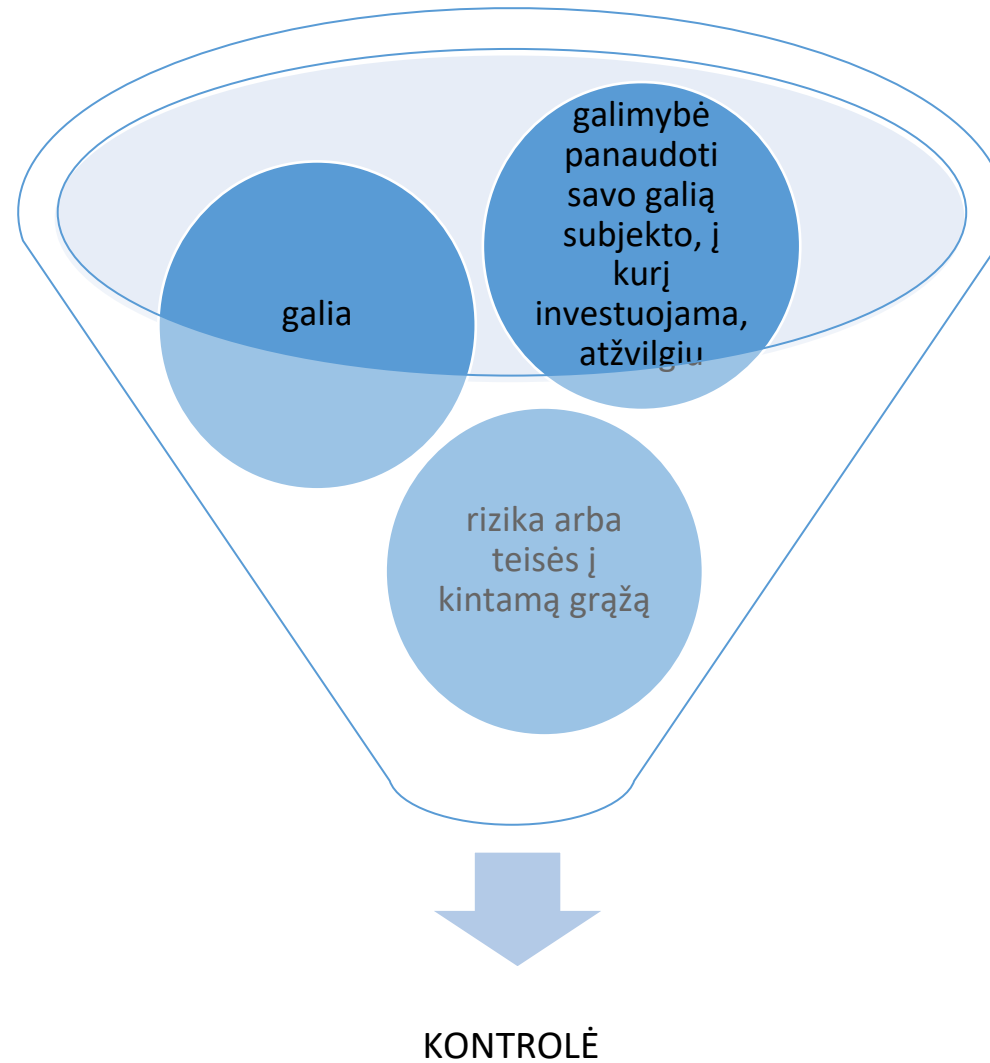 galimybė
panaudoti
savo galią
subjekto, į
kurį
investuojama,
atžvilgiu
galia
rizika arba
teisės į
kintamą grąžą
KONTROLĖ